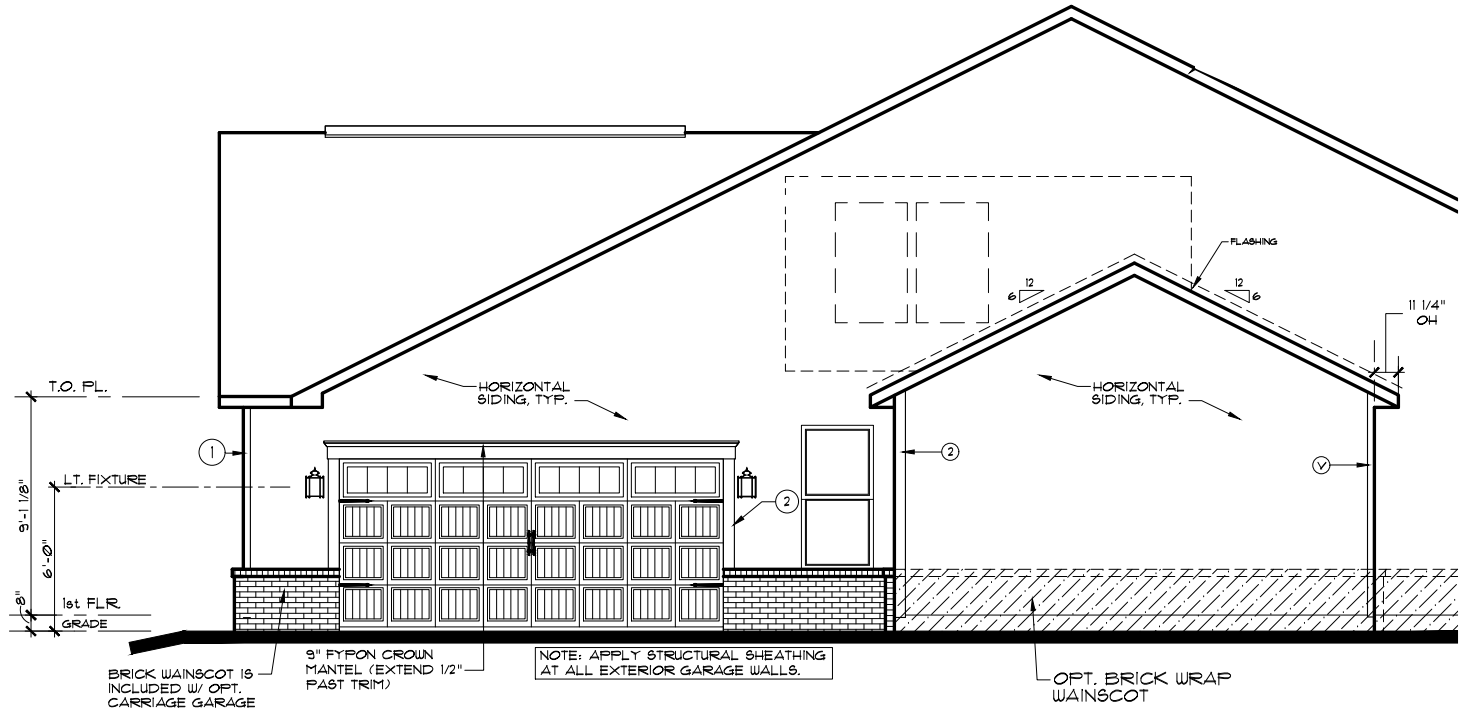 FLASHING
12
6
12
6
11 1/4"
OH
T.O. PL.
HORIZONTAL
SIDING, TYP.
HORIZONTAL
SIDING, TYP.
1
2
V
LT. FIXTURE
2
9'-1 1/8"
6'-0"
8"
1st FLR.
GRADE
BRICK WAINSCOT IS
INCLUDED W/ OPT.
CARRIAGE GARAGE
9" FYPON CROWN
MANTEL (EXTEND 1/2"
PAST TRIM)
NOTE: APPLY STRUCTURAL SHEATHING
AT ALL EXTERIOR GARAGE WALLS.
OPT. BRICK WRAP
WAINSCOT